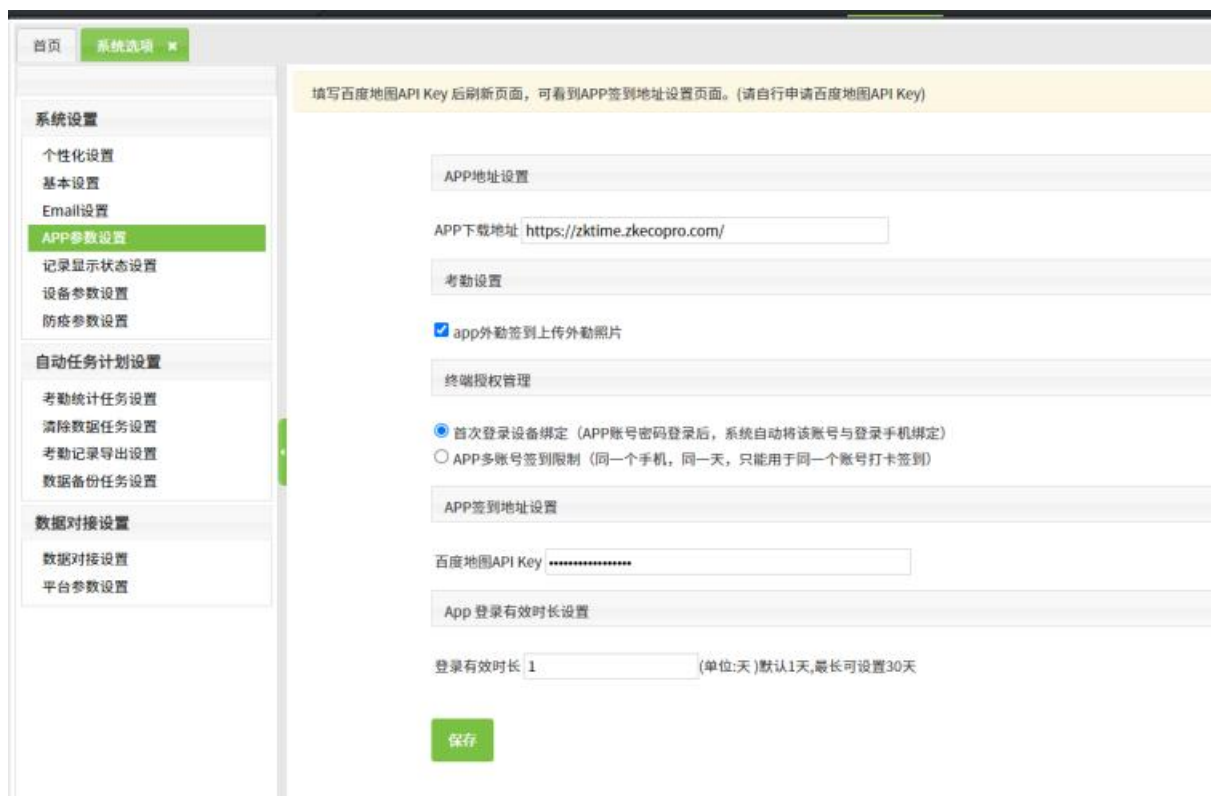 首页
系统选项 ×
填写百度地图API Key 后刷新页面，可看到APP签到地址设置页面。(请自行申请百度地图API Key)
系统设置
个性化设置
基本设置
Email设置
APP参数设置
记录显示状态设置
设备参数设置
防疫参数设置
自动任务计划设置
考勤统计任务设置
清除数据任务设置
考勤记录导出设置
数据备份任务设置
数据对接设置
数据对接设置
平台参数设置
APP地址设置
APP下载地址 https://zktime.zkecopro.com/
考勤设置
app外勤签到上传外勤照片
终端授权管理
首次登录设备绑定（APP账号密码登录后，系统自动将该账号与登录手机绑定）
APP多账号签到限制（同一个手机，同一天，只能用于同一个账号打卡签到）
APP签到地址设置
百度地图API Key •••••••••••••••••
App 登录有效时长设置
登录有效时长 1 (单位:天 )默认1天,最长可设置30天
保存